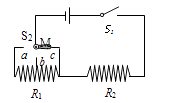 S₁
S₂ M
a b c
R₁ R₂